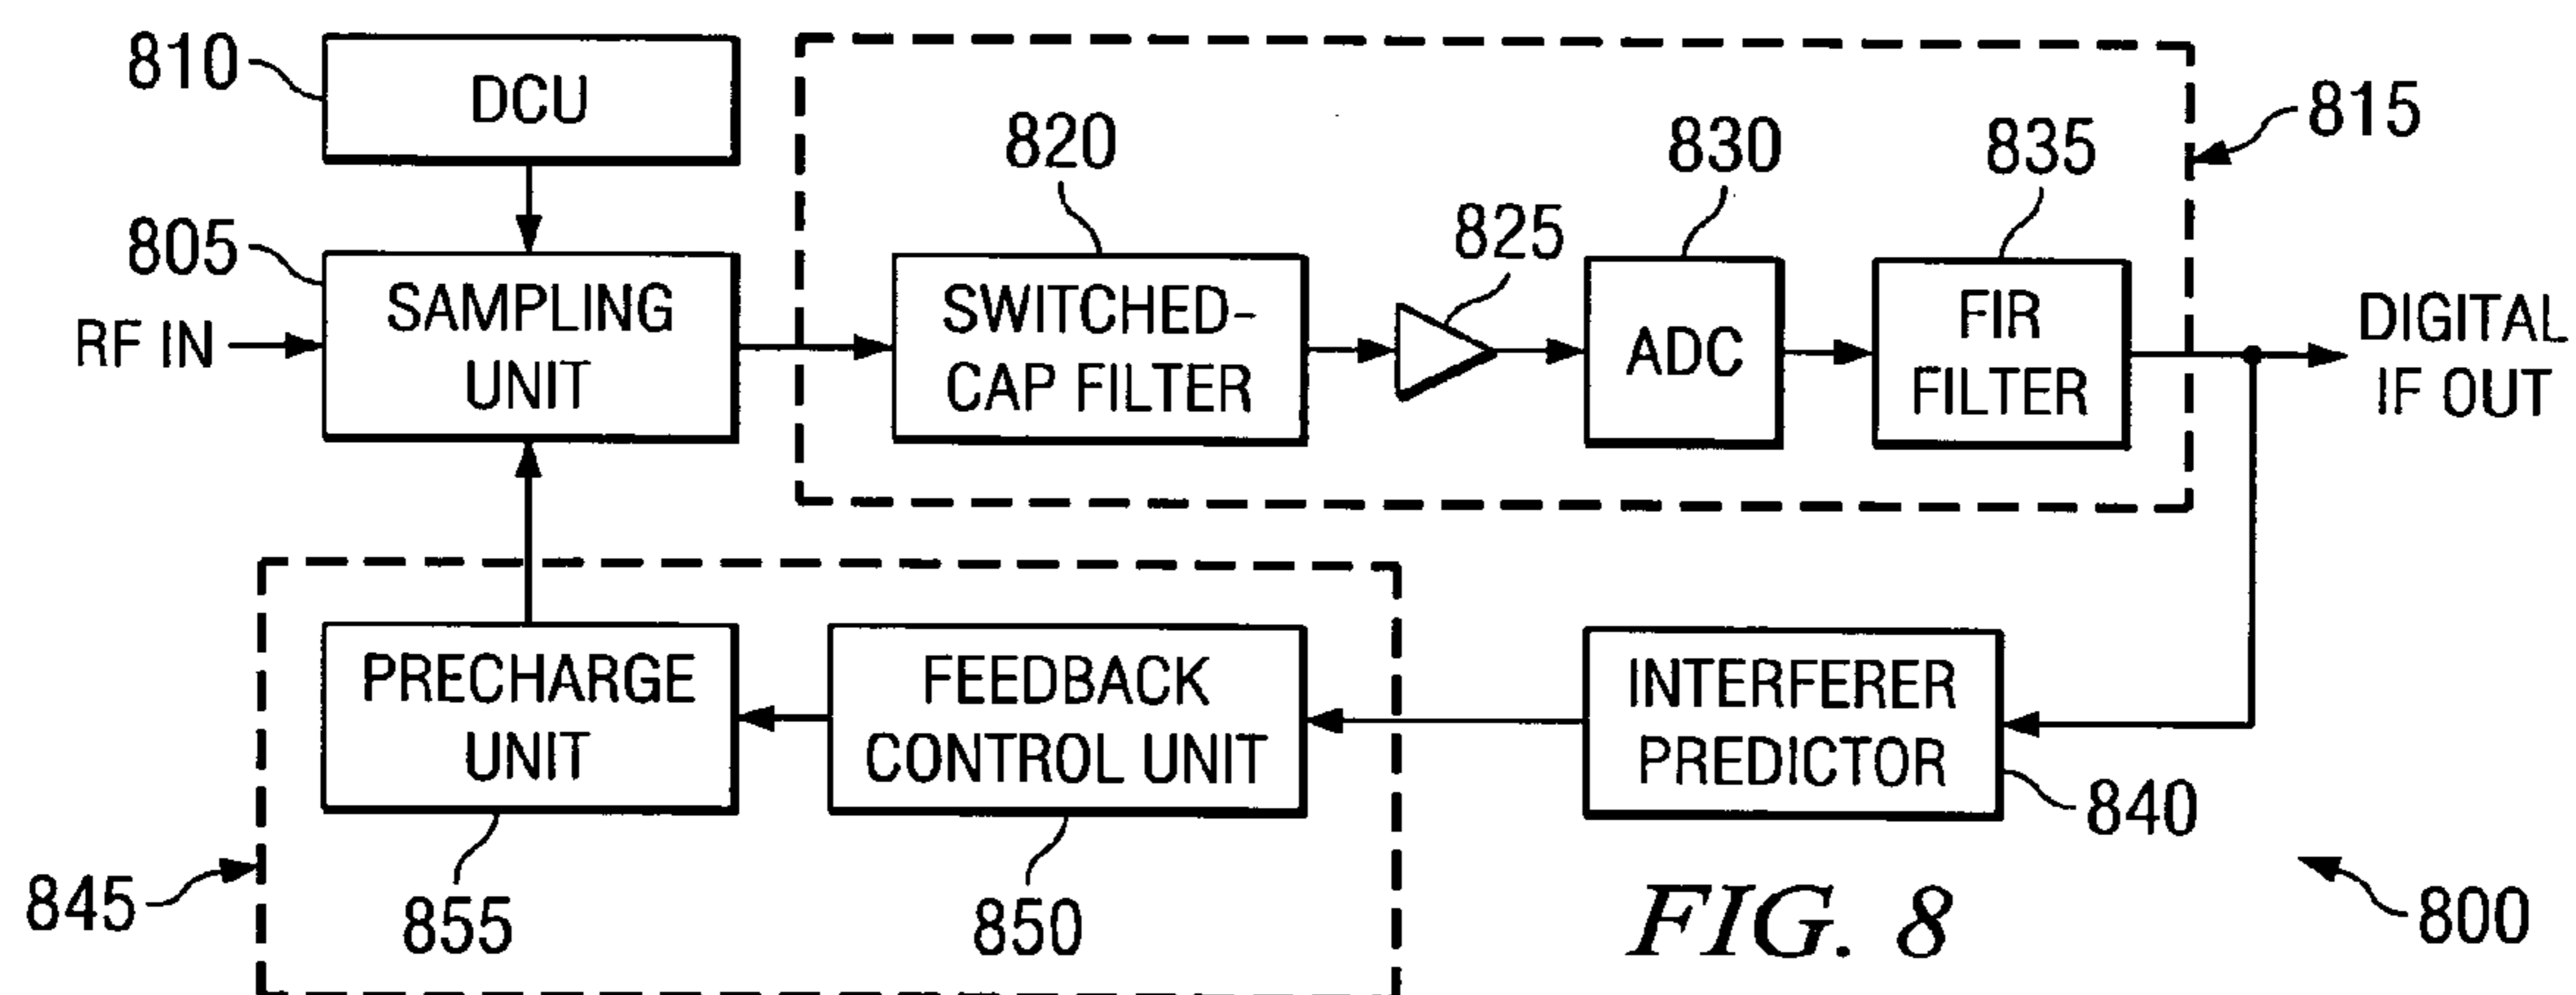 810
DCU
815
820
830
835
805
825
SAMPLING
UNIT
RF IN
SWITCHED-
CAP FILTER
ADC
FIR
FILTER
DIGITAL
IF OUT
PRECHARGE
UNIT
FEEDBACK
CONTROL UNIT
INTERFERER
PREDICTOR
840
845
855
850
FIG. 8
800